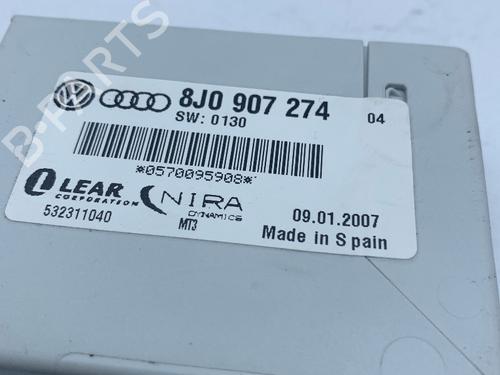 B-PARTS
8J0 907 274 04
SW: 0130
*0570095908*
LEAR
CORPORATION
NIRA
DYNAMICS
532311040
MT3
09.01.2007
Made in Spain